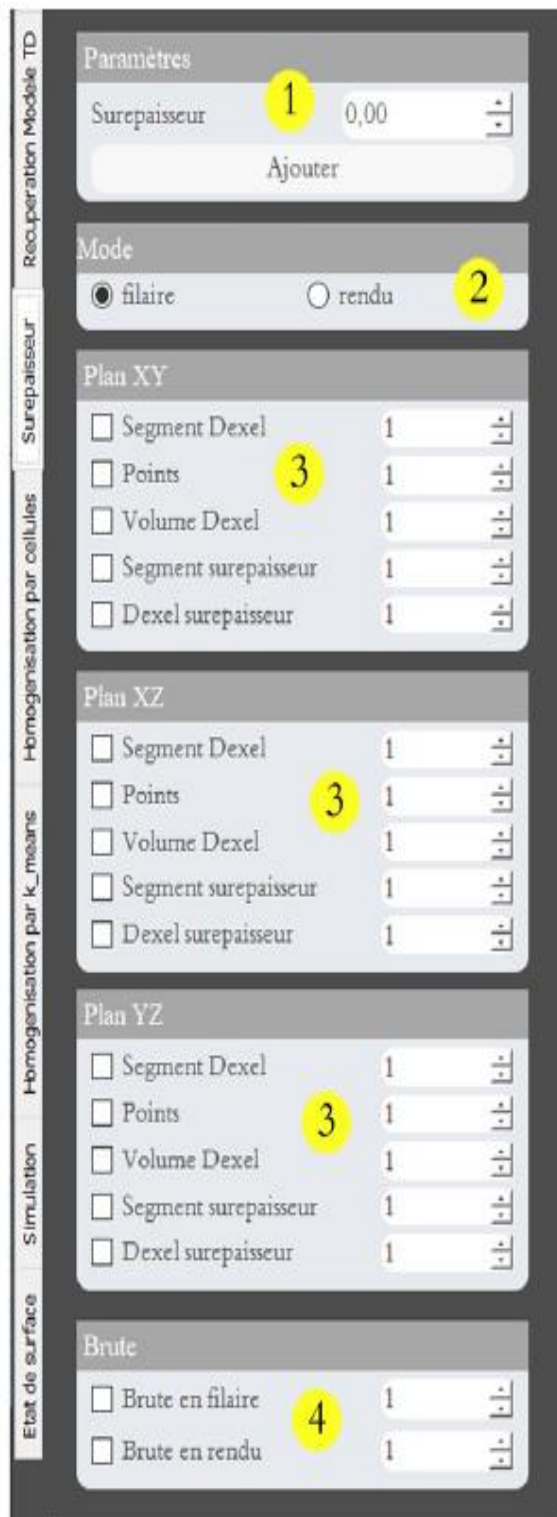 Recuperation Modele TD
Surepaisseur
Homogenisation par cellules
Homogenisation par k_means
Simulation
Etat de surface
Paramètres
Surepaisseur 1 0,00
Ajouter
Mode
filaire rendu 2
Plan XY
Segment Dexel 1
Points 3 1
Volume Dexel 1
Segment surepaisseur 1
Dexel surepaisseur 1
Plan XZ
Segment Dexel 1
Points 3 1
Volume Dexel 1
Segment surepaisseur 1
Dexel surepaisseur 1
Plan YZ
Segment Dexel 1
Points 3 1
Volume Dexel 1
Segment surepaisseur 1
Dexel surepaisseur 1
Brute
Brute en filaire 4 1
Brute en rendu 1